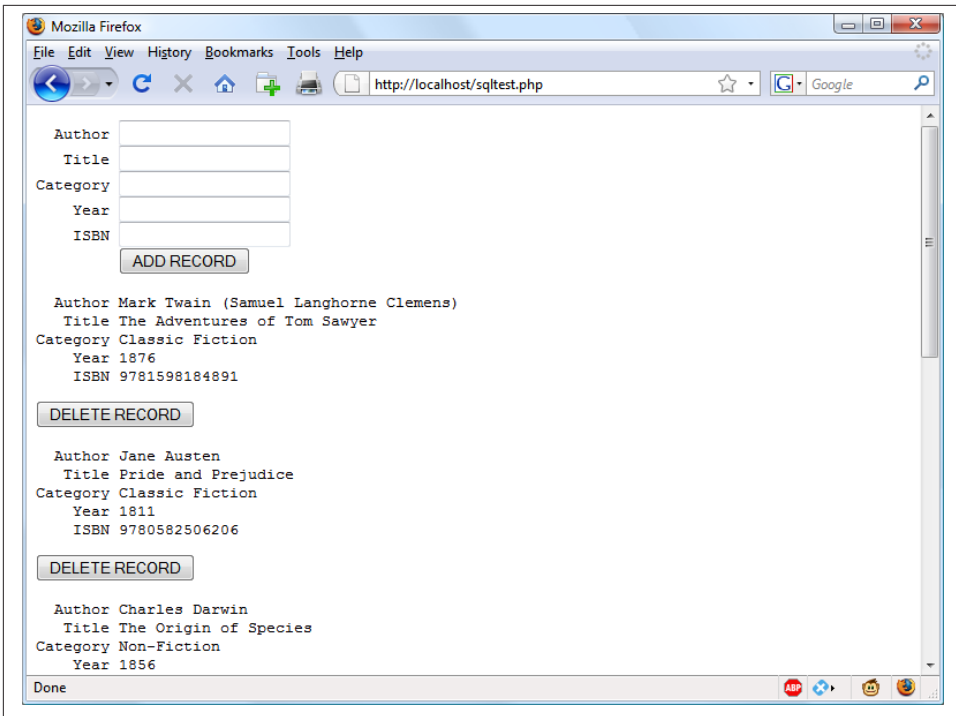 Mozilla Firefox
File Edit View History Bookmarks Tools Help
http://localhost/sqltest.php
G Google
Author
Title
Category
Year
ISBN
ADD RECORD
Author Mark Twain (Samuel Langhorne Clemens)
Title The Adventures of Tom Sawyer
Category Classic Fiction
Year 1876
ISBN 9781598184891
DELETE RECORD
Author Jane Austen
Title Pride and Prejudice
Category Classic Fiction
Year 1811
ISBN 9780582506206
DELETE RECORD
Author Charles Darwin
Title The Origin of Species
Category Non-Fiction
Year 1856
Done
ABP